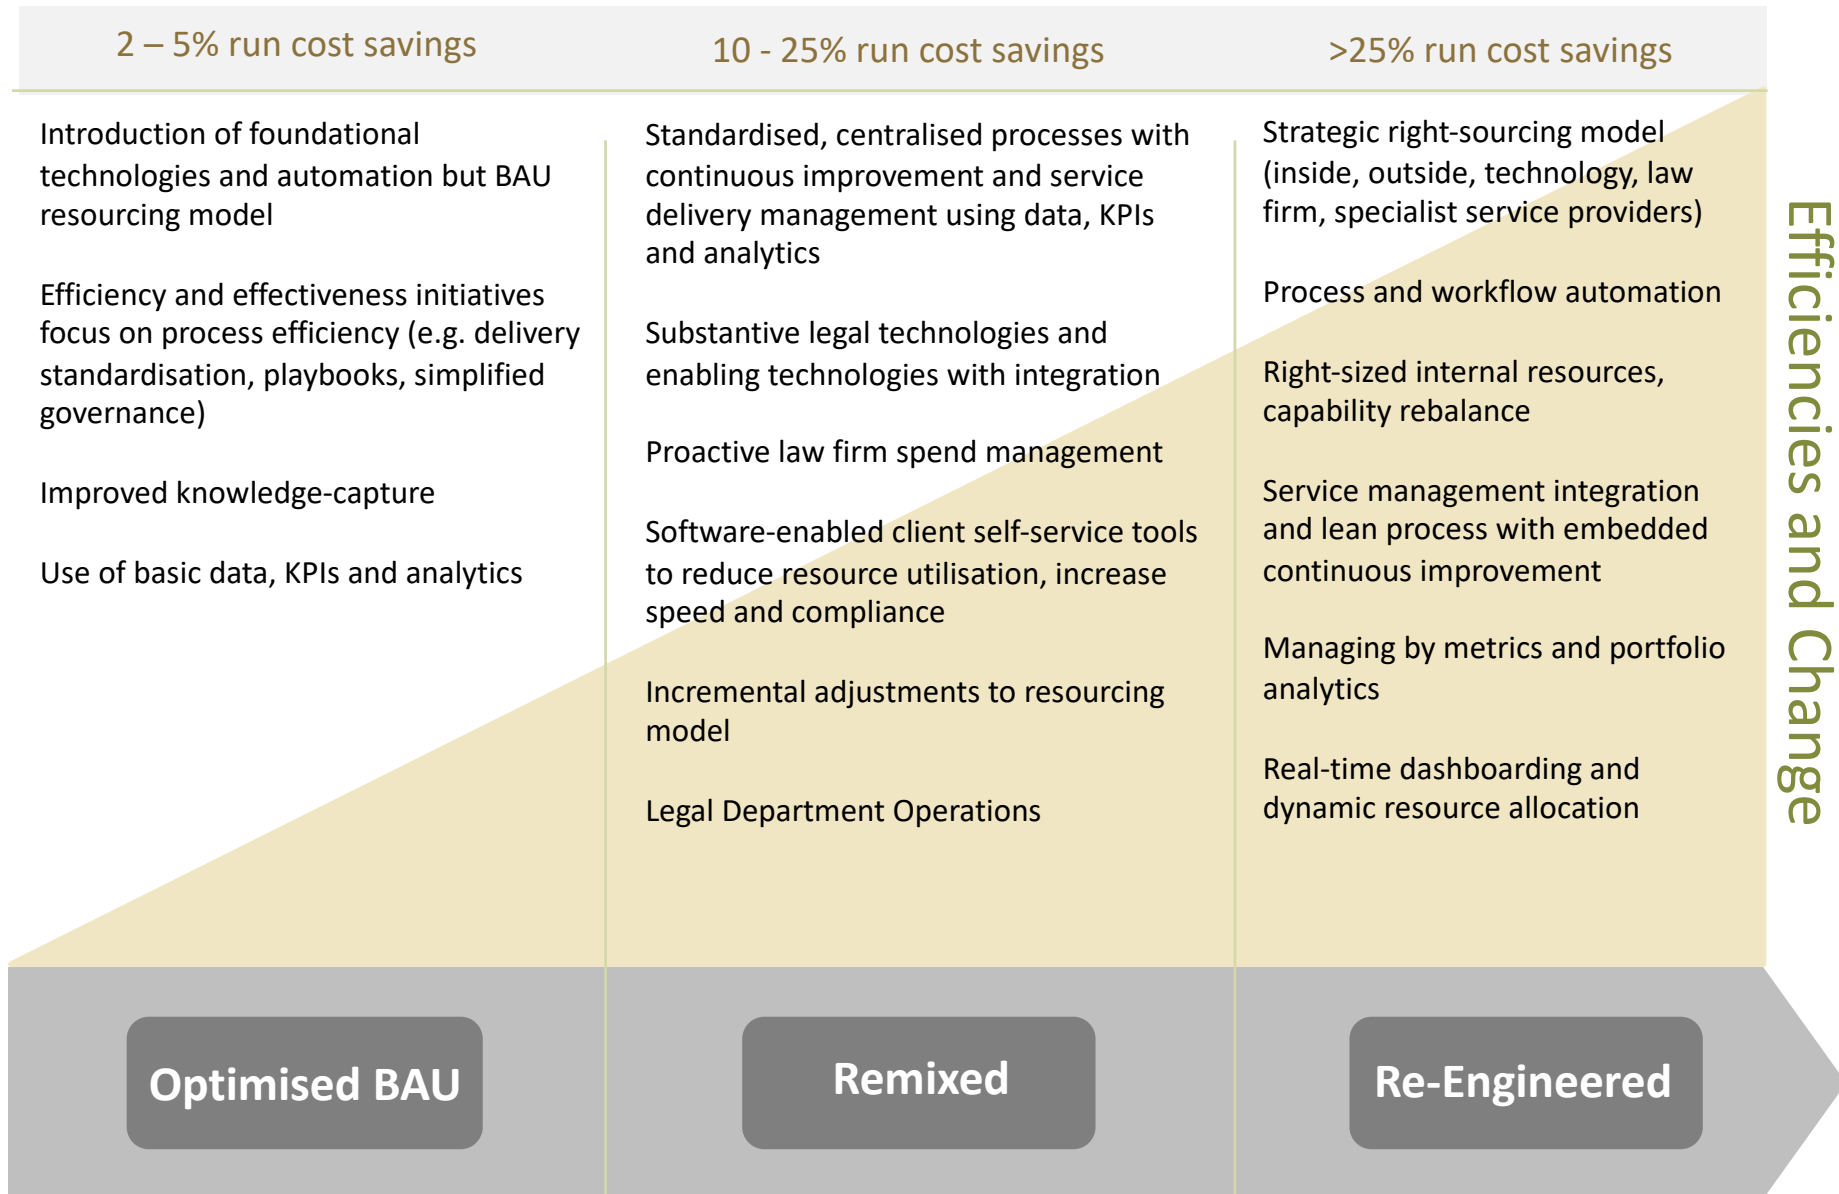 2 – 5% run cost savings
10 - 25% run cost savings
>25% run cost savings
Introduction of foundational
technologies and automation but BAU
resourcing model
Efficiency and effectiveness initiatives
focus on process efficiency (e.g. delivery
standardisation, playbooks, simplified
governance)
Improved knowledge-capture
Use of basic data, KPIs and analytics
Standardised, centralised processes with
continuous improvement and service
delivery management using data, KPIs
and analytics
Substantive legal technologies and
enabling technologies with integration
Proactive law firm spend management
Software-enabled client self-service tools
to reduce resource utilisation, increase
speed and compliance
Incremental adjustments to resourcing
model
Legal Department Operations
Strategic right-sourcing model
(inside, outside, technology, law
firm, specialist service providers)
Process and workflow automation
Right-sized internal resources,
capability rebalance
Service management integration
and lean process with embedded
continuous improvement
Managing by metrics and portfolio
analytics
Real-time dashboarding and
dynamic resource allocation
Efficiencies and Change
Optimised BAU
Remixed
Re-Engineered